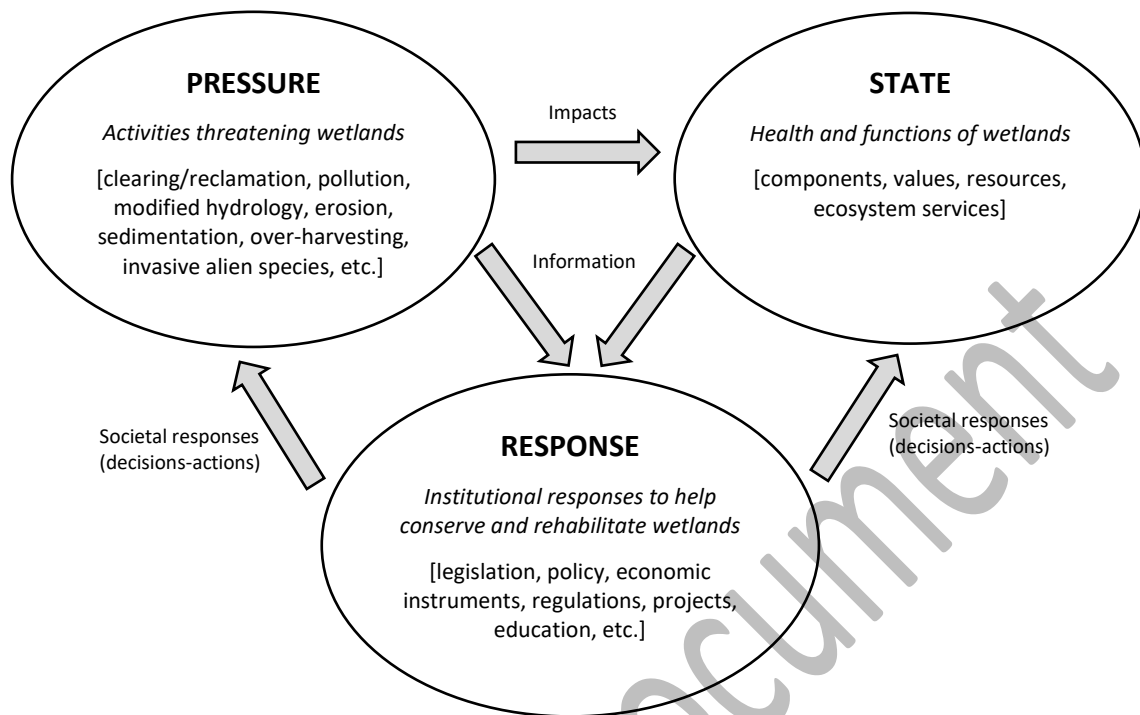 PRESSURE
Activities threatening wetlands
[clearing/reclamation, pollution,
modified hydrology, erosion,
sedimentation, over-harvesting,
invasive alien species, etc.]
Impacts
STATE
Health and functions of wetlands
[components, values, resources,
ecosystem services]
Information
Societal responses
(decisions-actions)
Societal responses
(decisions-actions)
RESPONSE
Institutional responses to help
conserve and rehabilitate wetlands
[legislation, policy, economic
instruments, regulations, projects,
education, etc.]
ocument